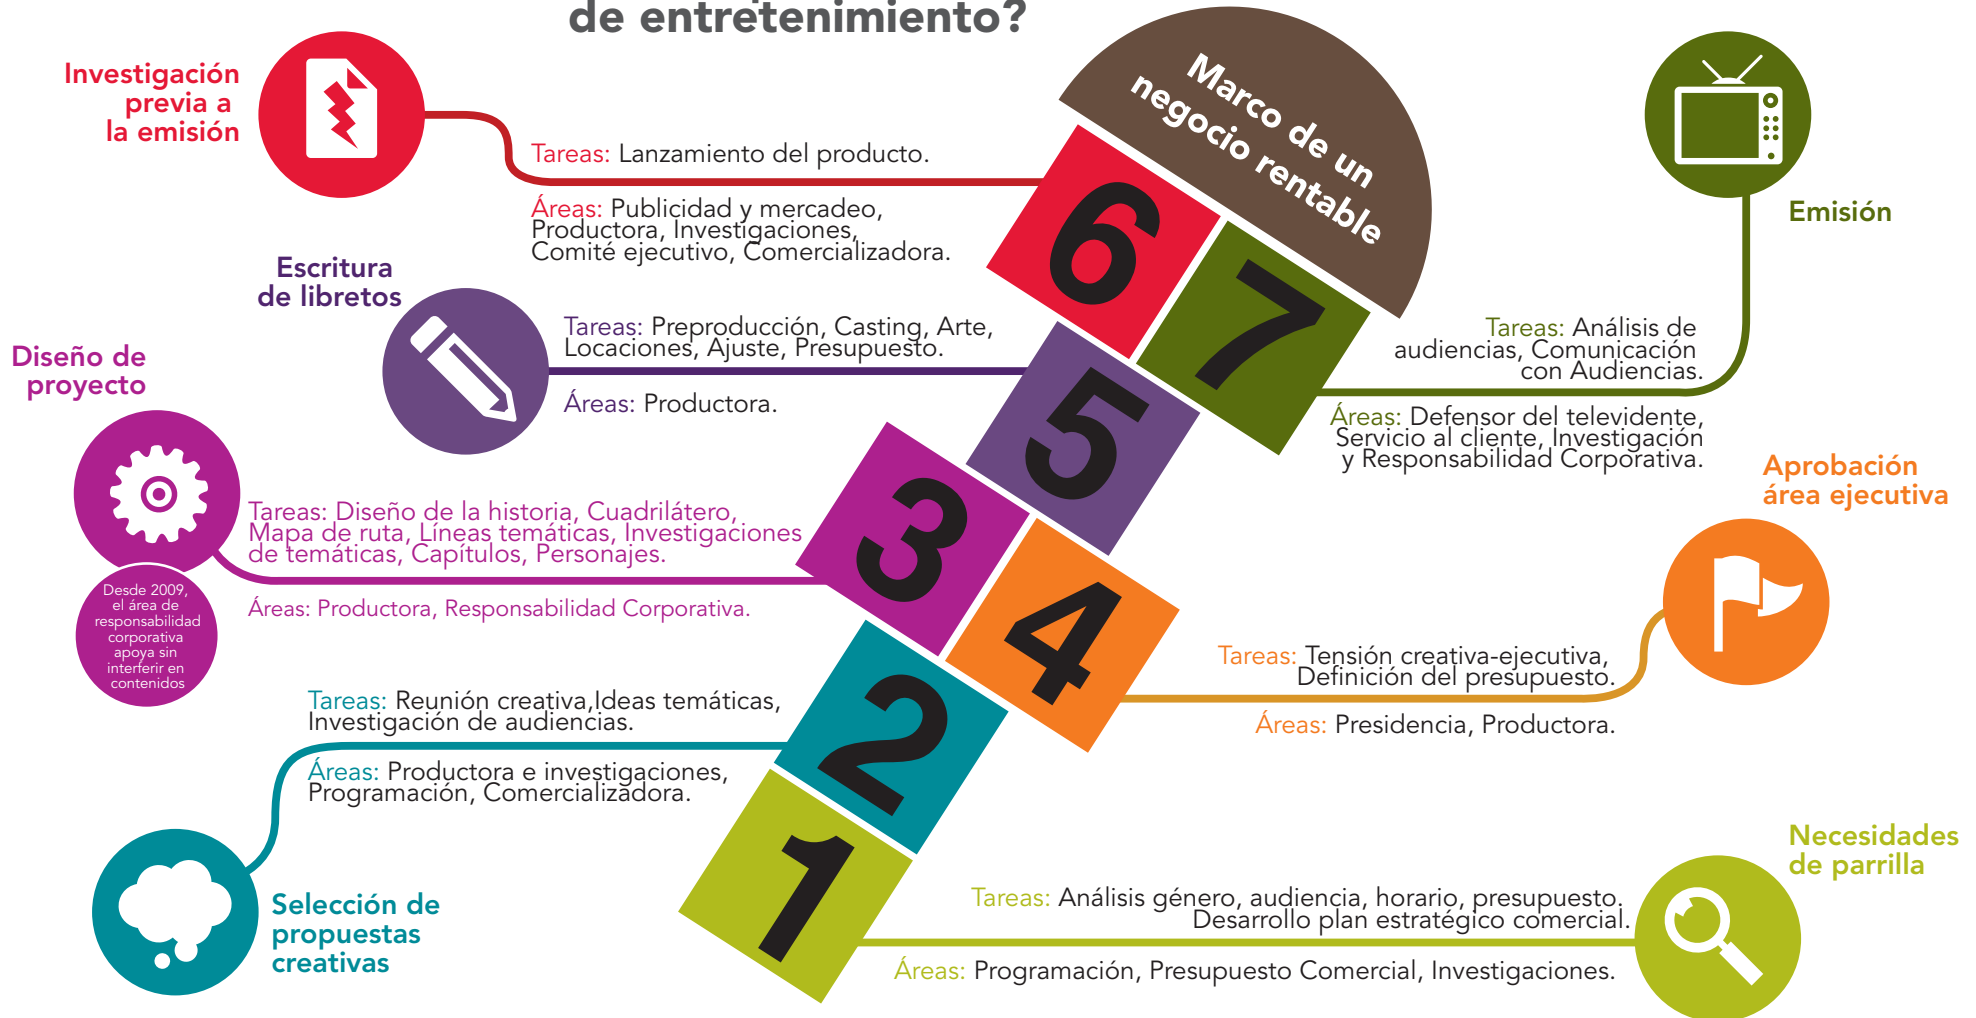 de entretenimiento?
Marco de un
negocio rentable
Investigación
previa a
la emisión
Tareas: Lanzamiento del producto.
Áreas: Publicidad y mercadeo,
Productora, Investigaciones,
Comité ejecutivo, Comercializadora.
6
7
Emisión
Tareas: Análisis de
audiencias, Comunicación
con Audiencias.
Áreas: Defensor del televidente,
Servicio al cliente, Investigación
y Responsabilidad Corporativa.
Escritura
de libretos
Tareas: Preproducción, Casting, Arte,
Locaciones, Ajuste, Presupuesto.
Áreas: Productora.
5
Diseño de
proyecto
Tareas: Diseño de la historia, Cuadrilátero,
Mapa de ruta, Líneas temáticas, Investigaciones
de temáticas, Capítulos, Personajes.
Áreas: Productora, Responsabilidad Corporativa.
Desde 2009,
el área de
responsabilidad
corporativa
apoya sin
interferir en
contenidos
3
4
Aprobación
área ejecutiva
Tareas: Tensión creativa-ejecutiva,
Definición del presupuesto.
Áreas: Presidencia, Productora.
Tareas: Reunión creativa,Ideas temáticas,
Investigación de audiencias.
Áreas: Productora e investigaciones,
Programación, Comercializadora.
2
Selección de
propuestas
creativas
1
Necesidades
de parrilla
Tareas: Análisis género, audiencia, horario, presupuesto.
Desarrollo plan estratégico comercial.
Áreas: Programación, Presupuesto Comercial, Investigaciones.